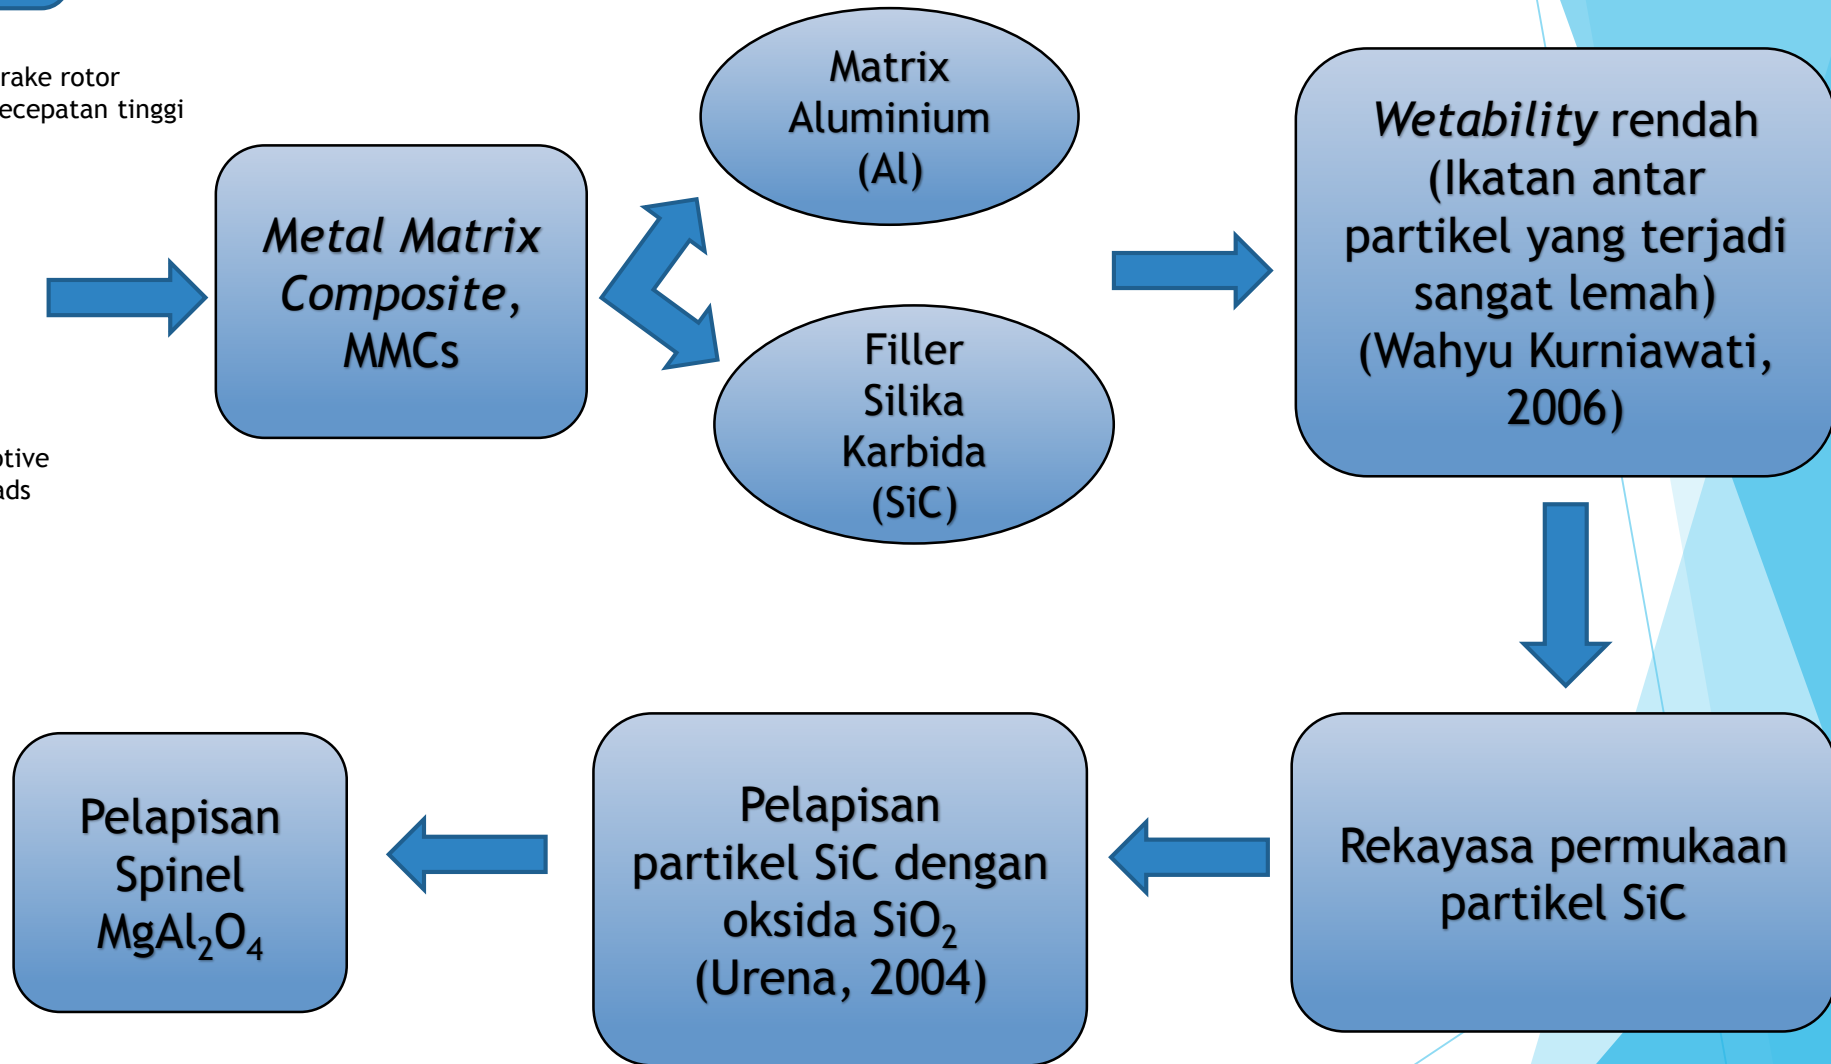 rake rotor
ecepatan tinggi
Metal Matrix
Composite,
MMCs
Matrix
Aluminium
(Al)
Filler
Silika
Karbida
(SiC)
Wetability rendah
(Ikatan antar
partikel yang terjadi
sangat lemah)
(Wahyu Kurniawati,
2006)
otive
ads
Rekayasa permukaan
partikel SiC
Pelapisan
partikel SiC dengan
oksida SiO₂
(Urena, 2004)
Pelapisan
Spinel
MgAl₂O₄